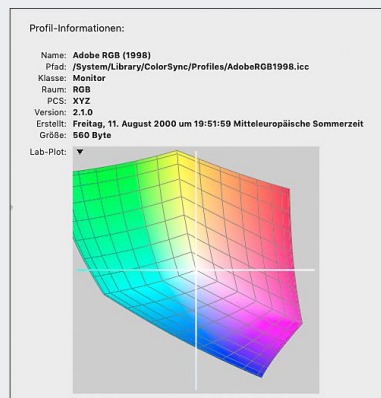 Profil-Informationen:
Name: Adobe RGB (1998)
Pfad: /System/Library/ColorSync/Profiles/AdobeRGB1998.icc
Klasse: Monitor
Raum: RGB
PCS: XYZ
Version: 2.1.0
Erstellt: Freitag, 11. August 2000 um 19:51:59 Mitteleuropäische Sommerzeit
Größe: 560 Byte
Lab-Plot: